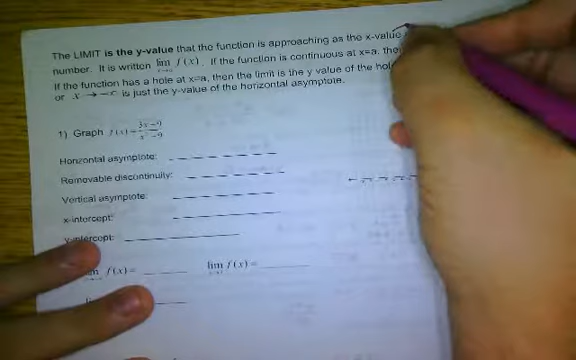 The LIMIT is the y-value that the function is approaching as the x-value
number. It is written lim f(x). If the function is continuous at x=a, the
If the function has a hole at x=a, then the limit is the y value of the hol
or x → -∞ is just the y-value of the horizontal asymptote.
1) Graph f(x) = 3x-9 / x²-9
Horizontal asymptote:
Removable discontinuity:
Vertical asymptote:
x-intercept:
y-intercept:
f(x) = lim f(x) =